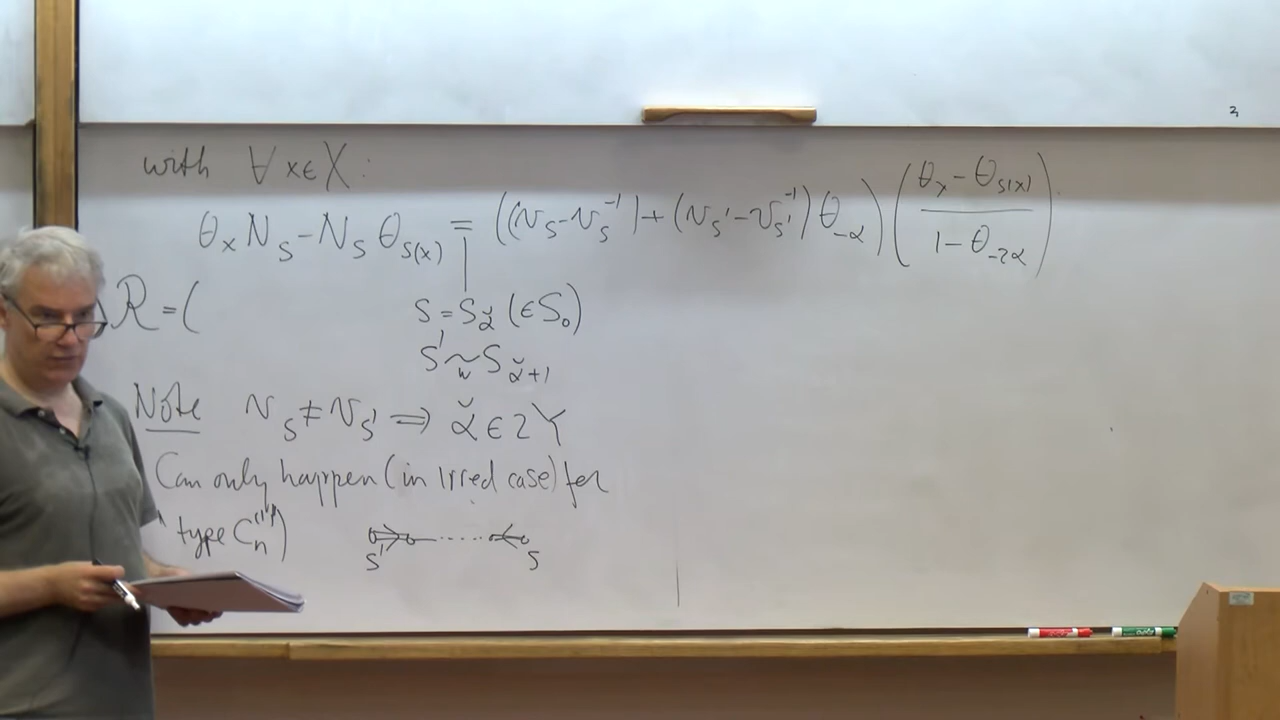 with ∀ x∈X:
θ_x N_s − N_s θ_{s(x)} = ((v_s − v_s^{-1}) + (v_{s'} − v_{s'}^{-1}) θ_{-α}) ( (θ_x − θ_{s(x)}) / (1 − θ_{-2α}) )
R = (
s = s_{α̌} (∈ S_0)
s' ~_W s_{α̌+1}
Note v_s ≠ v_{s'} ⟹ α̌ ∈ 2Y
Can only happen (in irred case) for
type C_n^{(1)})
s' s